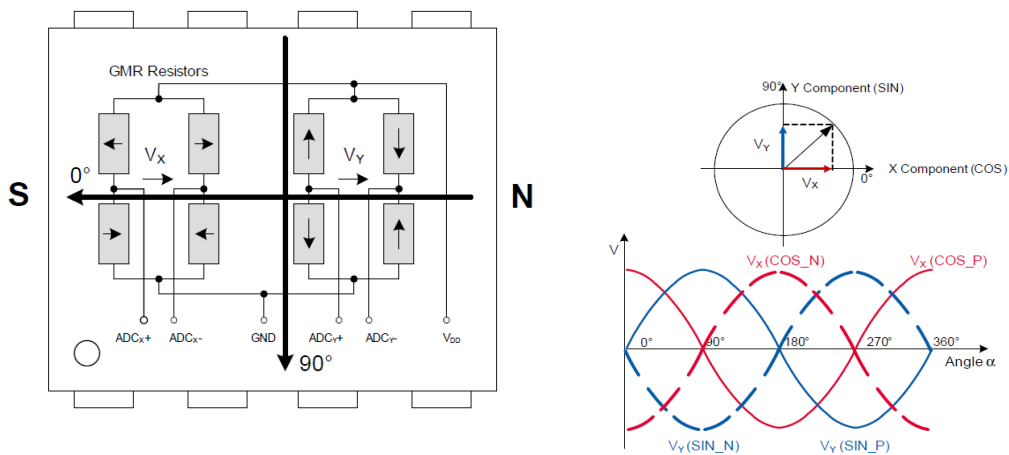 GMR Resistors
V_X
V_Y
0°
S
N
ADC_X+ ADC_X- GND ADC_Y+ ADC_Y- V_DD
90°
90° Y Component (SIN)
V_Y
X Component (COS)
V_X
0°
V
V_X (COS_N)
V_X (COS_P)
0° 90° 180° 270° 360°
Angle α
V_Y (SIN_N)
V_Y (SIN_P)